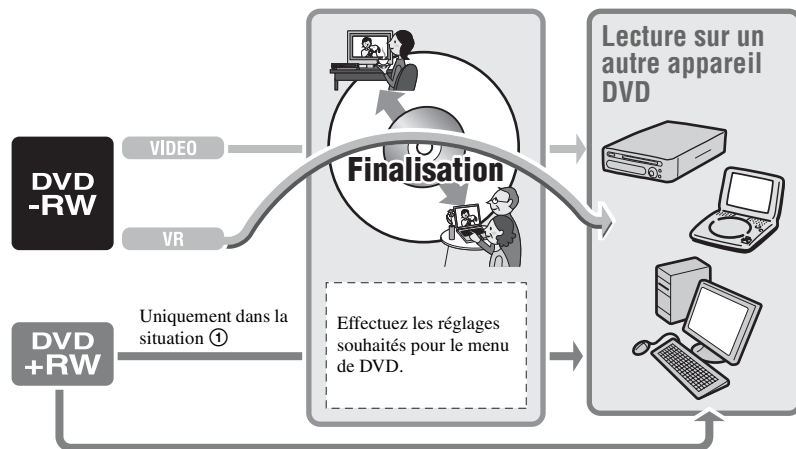 Lecture sur un
autre appareil
DVD
DVD
-RW
VIDEO
VR
Finalisation
DVD
+RW
Uniquement dans la
situation ①
Effectuez les réglages
souhaités pour le menu
de DVD.